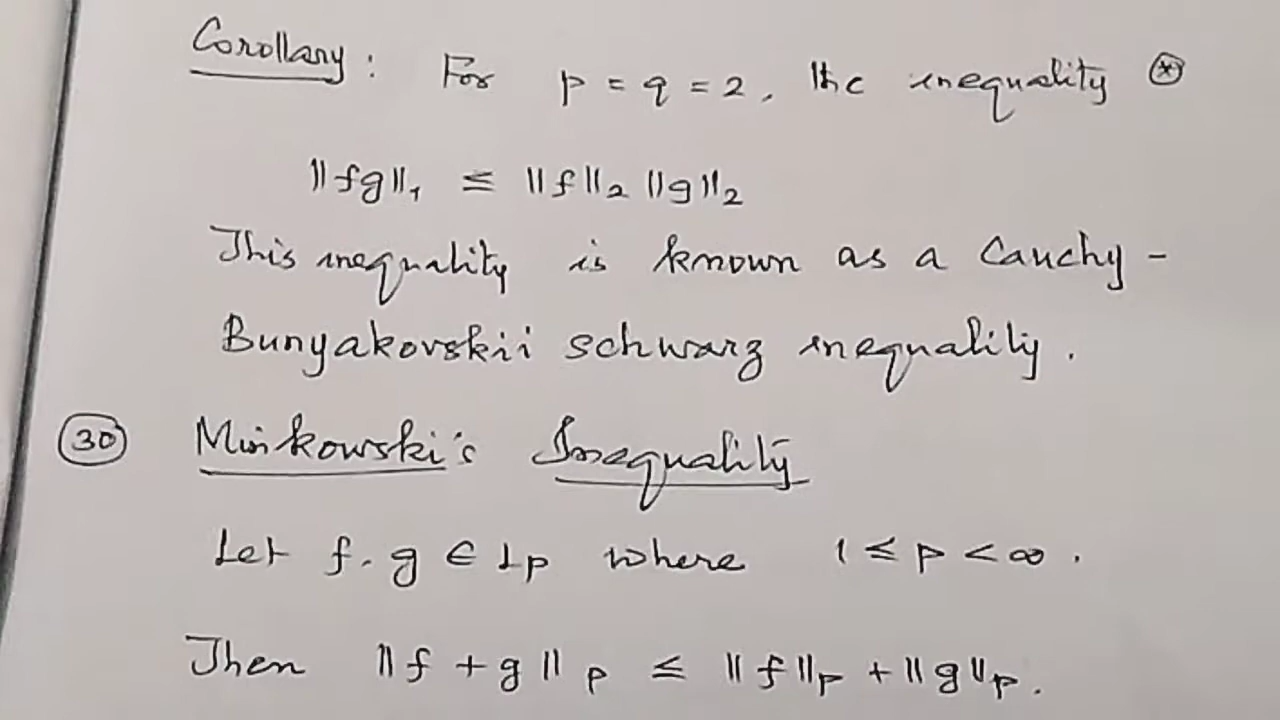 Corollary : For p = q = 2, the inequality ⊛
‖fg‖₁ ≤ ‖f‖₂ ‖g‖₂
This inequality is known as a Cauchy -
Bunyakovskii schwarz inequality.
30 Minkowski's Inequality
Let f, g ∈ Lp where 1 ≤ p < ∞.
Then ‖f + g‖p ≤ ‖f‖p + ‖g‖p.